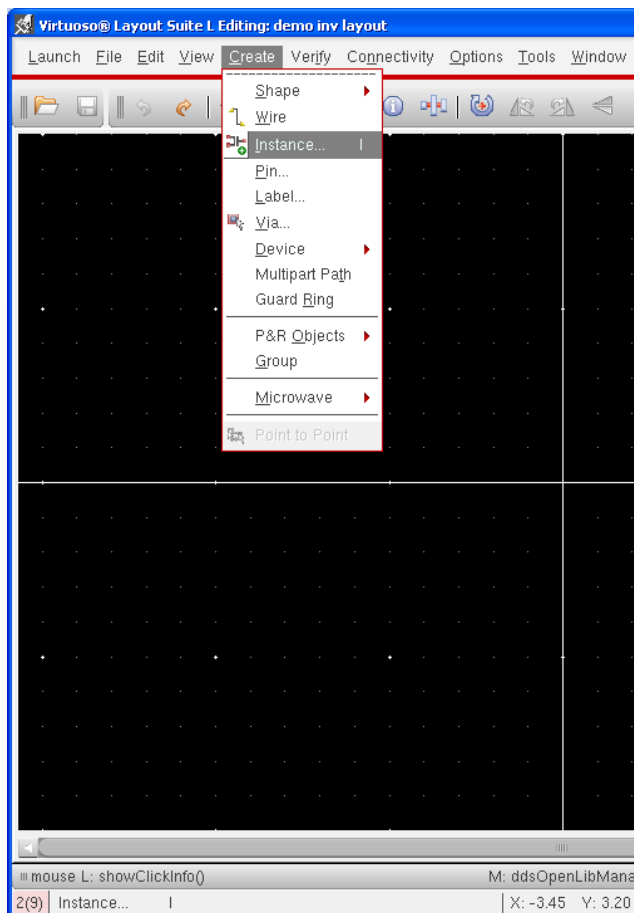 Virtuoso® Layout Suite L Editing: demo inv layout
Launch File Edit View Create Verify Connectivity Options Tools Window
Shape
Wire
Instance... I
Pin...
Label...
Via...
Device
Multipart Path
Guard Ring
P&R Objects
Group
Microwave
Point to Point
mouse L: showClickInfo() M: ddsOpenLibMana
2(9) Instance... I X: -3.45 Y: 3.20